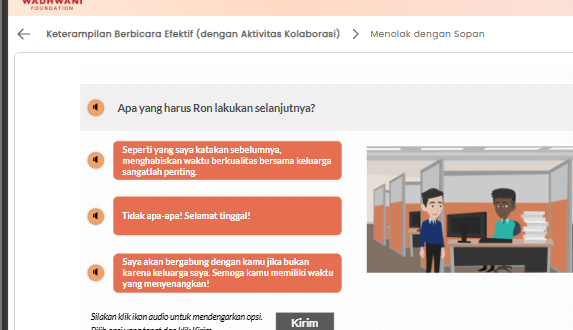 WADHWANI
FOUNDATION
Keterampilan Berbicara Efektif (dengan Aktivitas Kolaborasi) > Menolak dengan Sopan
Apa yang harus Ron lakukan selanjutnya?
Seperti yang saya katakan sebelumnya,
menghabiskan waktu berkualitas bersama keluarga
sangatlah penting.
Tidak apa-apa! Selamat tinggal!
Saya akan bergabung dengan kamu jika bukan
karena keluarga saya. Semoga kamu memiliki waktu
yang menyenangkan!
Silakan klik ikon audio untuk mendengarkan opsi.
Kirim